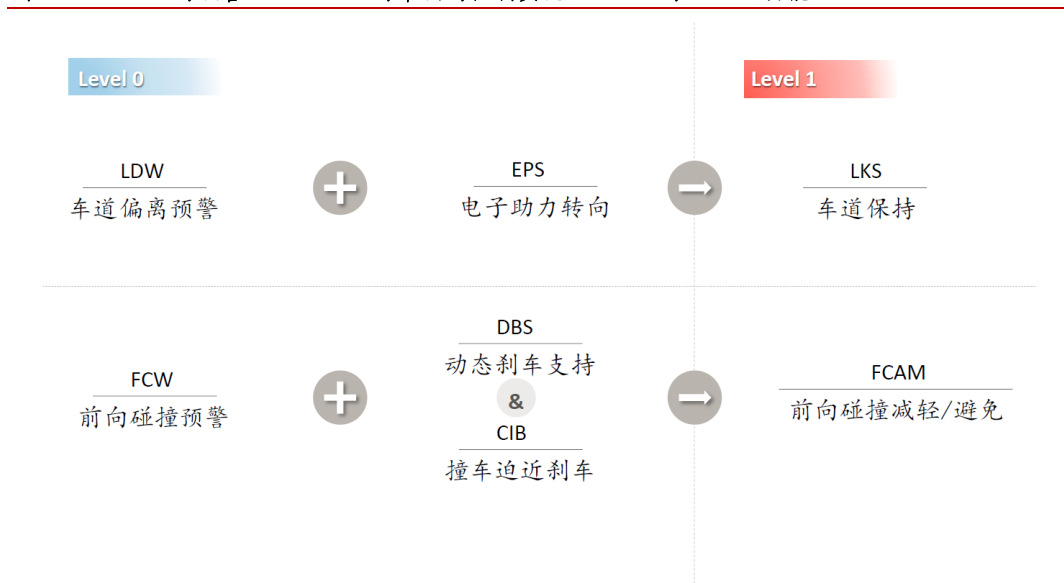 Level 0
Level 1
LDW
车道偏离预警
EPS
电子助力转向
LKS
车道保持
FCW
前向碰撞预警
DBS
动态刹车支持
&
CIB
撞车迫近刹车
FCAM
前向碰撞减轻/避免